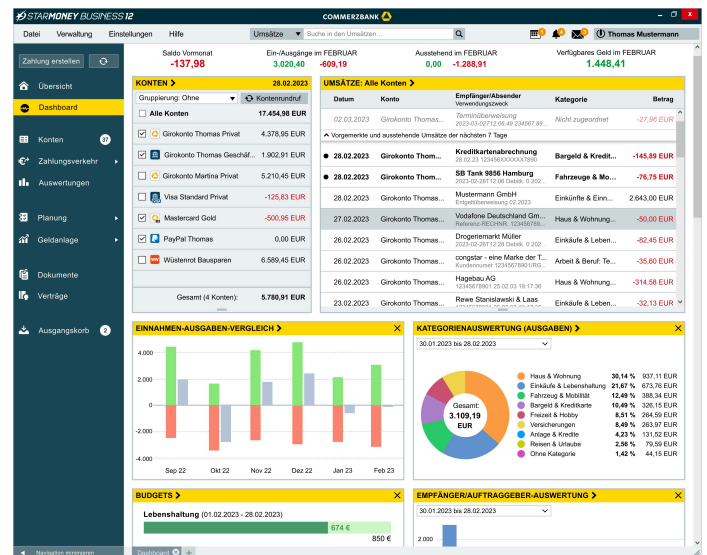 STARMONEY BUSINESS 12
COMMERZBANK
Datei Verwaltung Einstellungen Hilfe
Umsätze
Suche in den Umsätzen...
Thomas Mustermann
Zahlung erstellen
Saldo Vormonat
-137,98
Ein-/Ausgänge im FEBRUAR
3.020,40 -609,19
Ausstehend im FEBRUAR
0,00 -1.288,91
Verfügbares Geld im FEBRUAR
1.448,41
Übersicht
Dashboard
Konten 37
Zahlungsverkehr
Auswertungen
Planung
Geldanlage
Dokumente
Verträge
Ausgangskorb 2
Navigation minimieren
KONTEN 28.02.2023
Gruppierung: Ohne Kontenrundruf
Alle Konten 17.454,98 EUR
Girokonto Thomas Privat 4.378,95 EUR
Girokonto Thomas Geschäf... 1.902,91 EUR
Girokonto Martina Privat 5.210,45 EUR
Visa Standard Privat -125,83 EUR
Mastercard Gold -500,95 EUR
PayPal Thomas 0,00 EUR
Wüstenrot Bausparen 6.589,45 EUR
Gesamt (4 Konten): 5.780,91 EUR
UMSÄTZE: Alle Konten
Datum Konto Empfänger/Absender Kategorie Betrag
Verwendungszweck
02.03.2023 Girokonto Thomas... Terminüberweisung Nicht zugeordnet -27,96 EUR
Vorgemerkte und ausstehende Umsätze der nächsten 7 Tage
28.02.2023 Girokonto Thom... Kreditkartenabrechnung Bargeld & Kredit... -145,89 EUR
28.02.2023 Girokonto Thom... SB Tank 9856 Hamburg Fahrzeuge & Mo... -76,75 EUR
28.02.2023 Girokonto Thomas... Mustermann GmbH Einkünfte & Einn... 2.643,00 EUR
Entgeltüberweisung 02.2023
27.02.2023 Girokonto Thomas... Vodafone Deutschland Gm... Haus & Wohnung... -50,00 EUR
Referenz-RECHNR. 123456789...
26.02.2023 Girokonto Thomas... Drogeriemarkt Müller Einkäufe & Leben... -82,45 EUR
26.02.2023 Girokonto Thomas... congstar - eine Marke der T... Arbeit & Beruf: Te... -35,60 EUR
Kundennummer 12345678901/RG...
26.02.2023 Girokonto Thomas... Hagebau AG Haus & Wohnung... -314,58 EUR
12345678901 25.02.03 19:17:36
23.02.2023 Girokonto Thomas... Rewe Stanislawski & Laas Einkäufe & Leben... -32,13 EUR
EINNAHMEN-AUSGABEN-VERGLEICH
4.000
2.000
0
-2.000
-4.000
Sep 22 Okt 22 Nov 22 Dez 22 Jan 23 Feb 23
KATEGORIENAUSWERTUNG (AUSGABEN)
30.01.2023 bis 28.02.2023
Gesamt:
3.109,19
EUR
Haus & Wohnung 30,14 % 937,11 EUR
Einkäufe & Lebenshaltung 21,67 % 673,76 EUR
Fahrzeug & Mobilität 12,49 % 388,34 EUR
Bargeld & Kreditkarte 10,49 % 326,15 EUR
Freizeit & Hobby 8,51 % 264,59 EUR
Versicherungen 8,49 % 263,97 EUR
Anlage & Kredite 4,23 % 131,52 EUR
Reisen & Urlaube 2,56 % 79,59 EUR
Ohne Kategorie 1,42 % 44,15 EUR
BUDGETS
Lebenshaltung (01.02.2023 - 28.02.2023)
674 €
850 €
EMPFÄNGER/AUFTRAGGEBER-AUSWERTUNG
30.01.2023 bis 28.02.2023
2.000
Dashboard